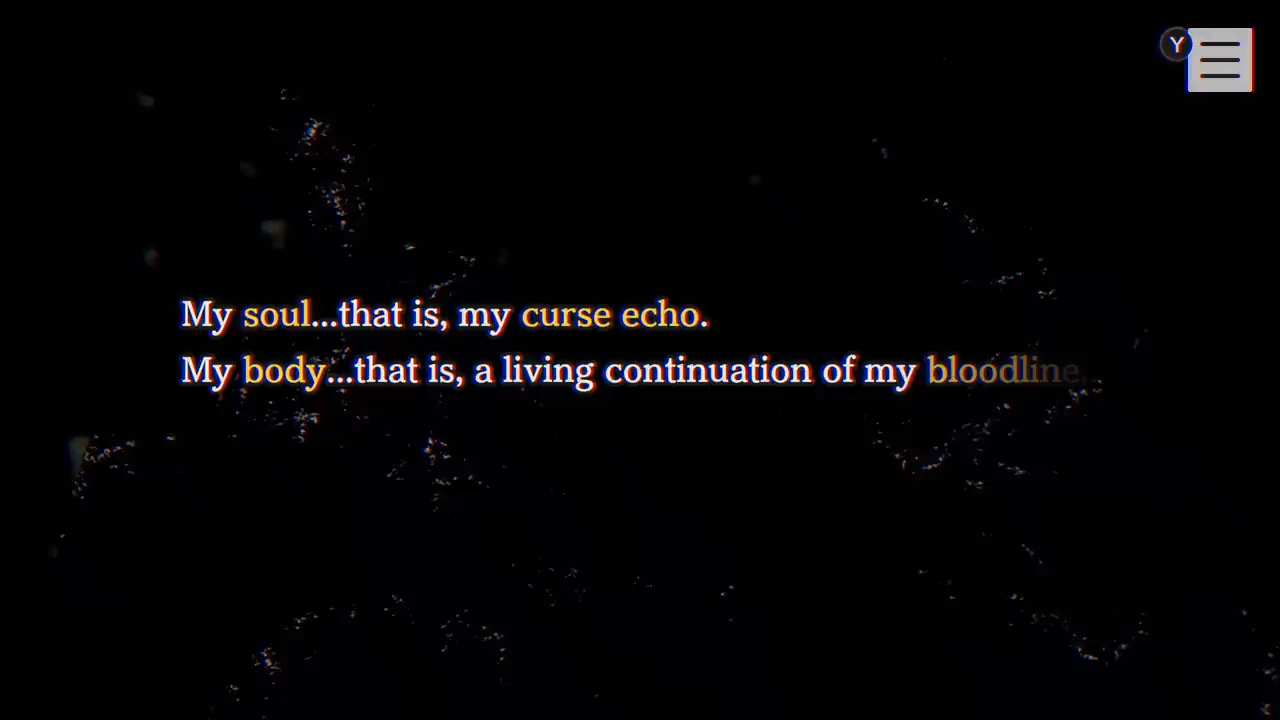 Y
My soul...that is, my curse echo.
My body...that is, a living continuation of my bloodline.